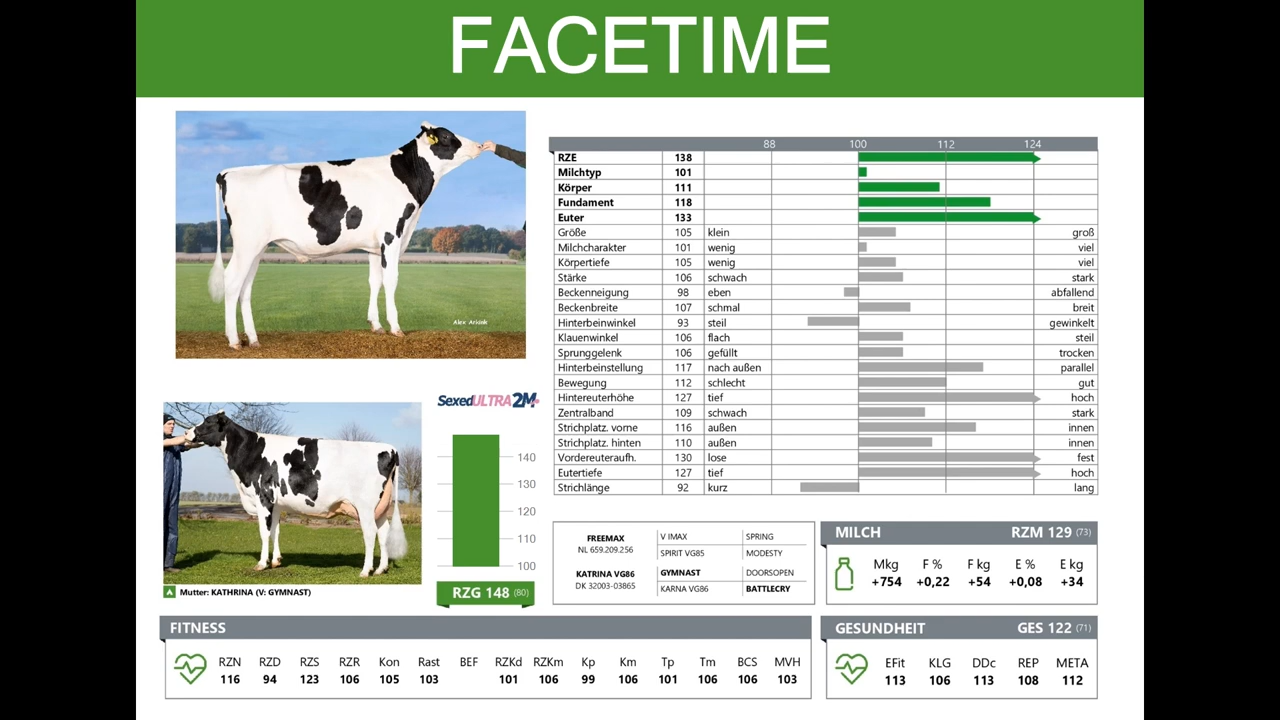 FACETIME
Alex Arkink
88 100 112 124
RZE 138
Milchtyp 101
Körper 111
Fundament 118
Euter 133
Größe 105 klein groß
Milchcharakter 101 wenig viel
Körpertiefe 105 wenig viel
Stärke 106 schwach stark
Beckenneigung 98 eben abfallend
Beckenbreite 107 schmal breit
Hinterbeinwinkel 93 steil gewinkelt
Klauenwinkel 106 flach steil
Sprunggelenk 106 gefüllt trocken
Hinterbeinstellung 117 nach außen parallel
Bewegung 112 schlecht gut
Hintereuterhöhe 127 tief hoch
Zentralband 109 schwach stark
Strichplatz. vorne 116 außen innen
Strichplatz. hinten 110 außen innen
Vordereuteraufh. 130 lose fest
Eutertiefe 127 tief hoch
Strichlänge 92 kurz lang
Mutter: KATHRINA (V: GYMNAST)
SexedULTRA2M
140
130
120
110
100
RZG 148 (80)
FREEMAX
NL 659.209.256
V IMAX SPRING
SPIRIT VG85 MODESTY
KATRINA VG86
DK 32003-03865
GYMNAST DOORSOPEN
KARNA VG86 BATTLECRY
MILCH RZM 129 (73)
Mkg F % F kg E % E kg
+754 +0,22 +54 +0,08 +34
FITNESS
RZN RZD RZS RZR Kon Rast BEF RZKd RZKm Kp Km Tp Tm BCS MVH
116 94 123 106 105 103 101 106 99 106 101 106 106 103
GESUNDHEIT GES 122 (71)
EFit KLG DDc REP META
113 106 113 108 112